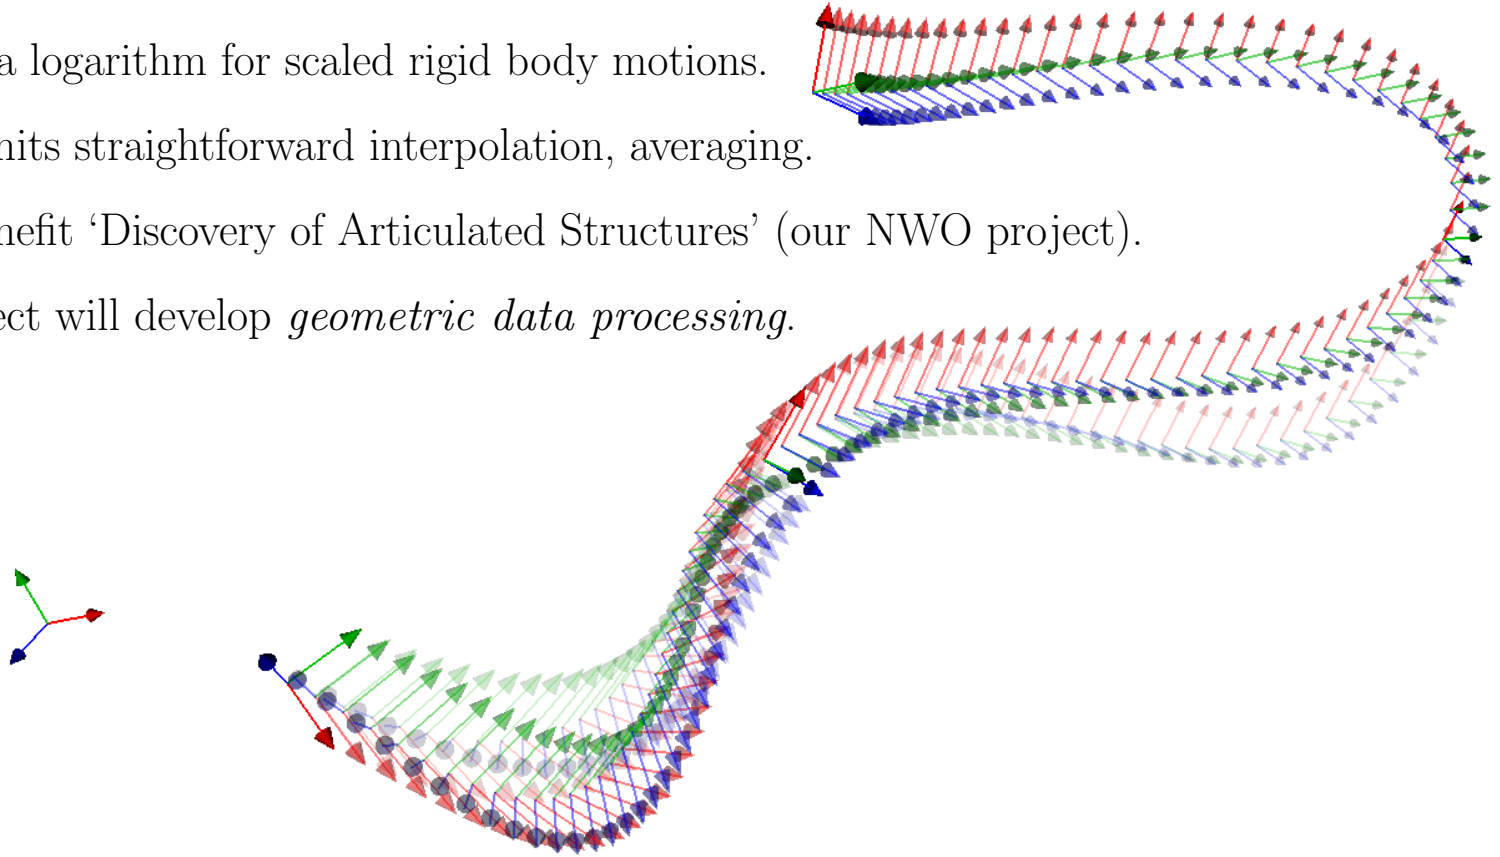 a logarithm for scaled rigid body motions.
nits straightforward interpolation, averaging.
nefit ‘Discovery of Articulated Structures’ (our NWO project).
ect will develop geometric data processing.